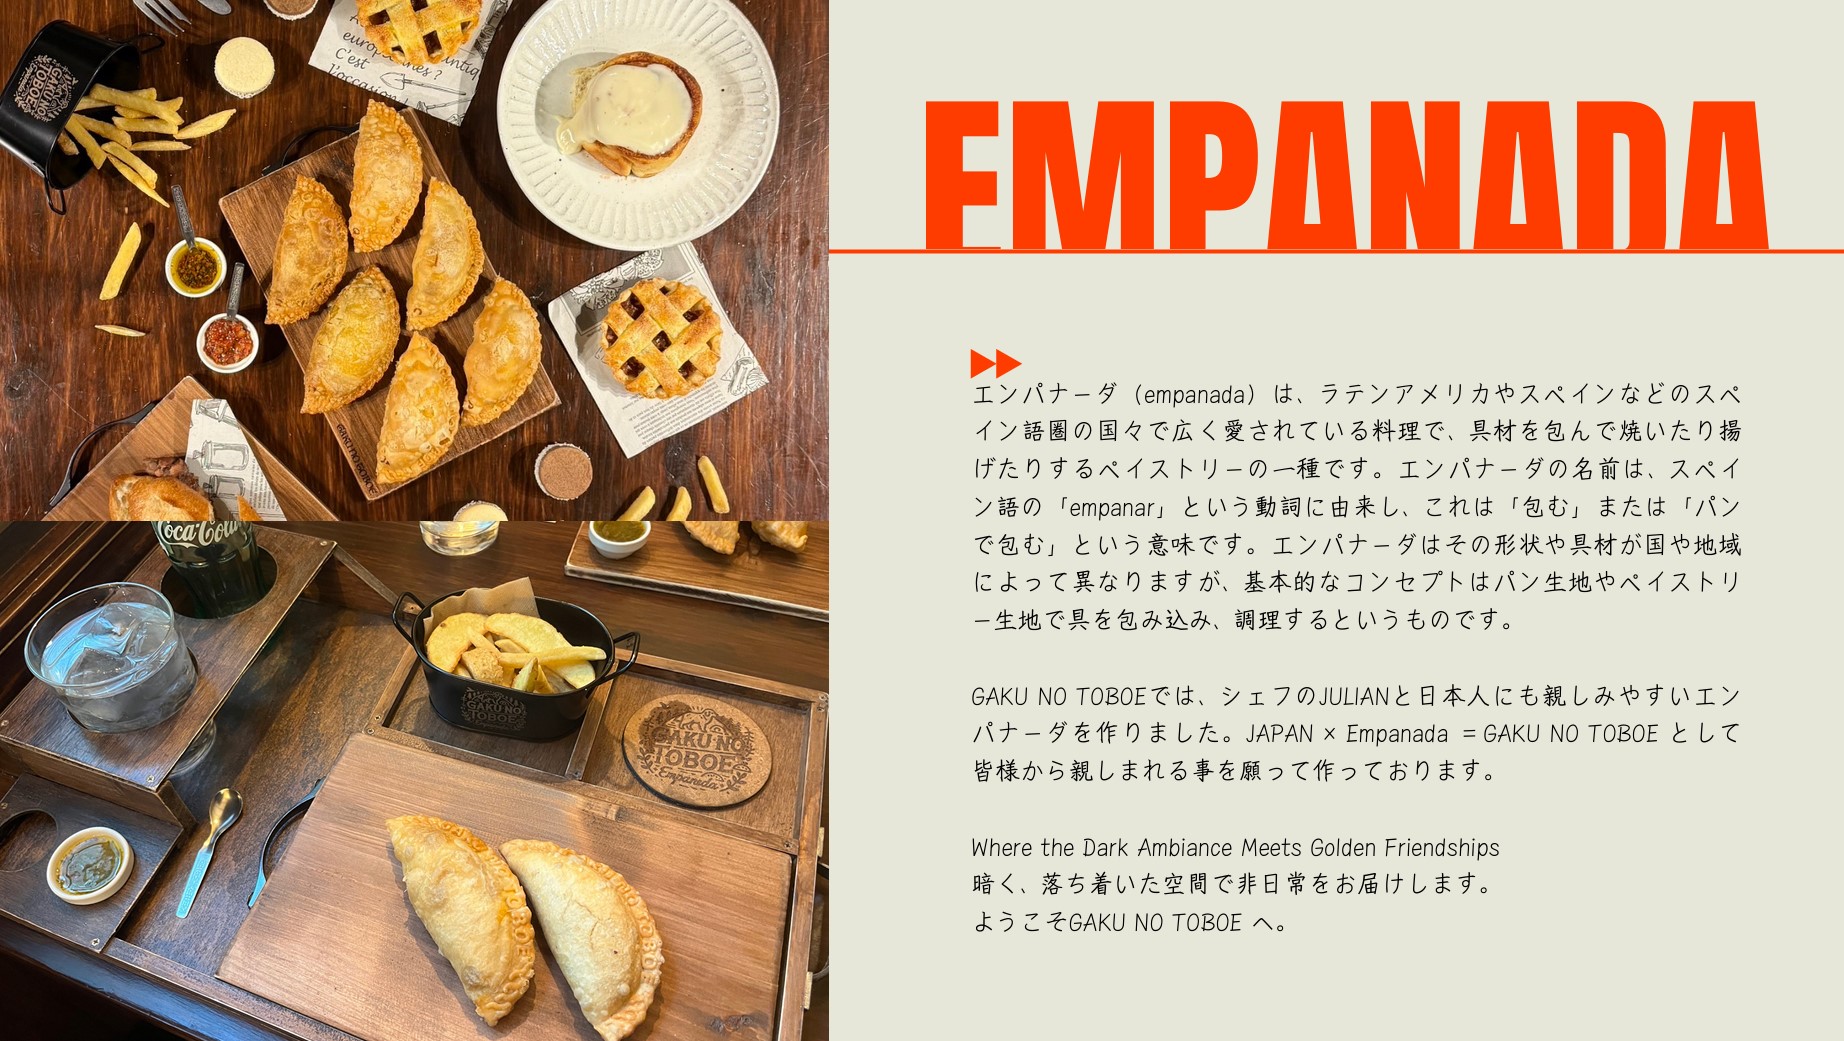 GAKU NO
TOBOE
européennes ?
C'est
l'occasion
Coca-Cola
GAKU NO
TOBOE
GAKU NO
TOBOE
Empanada
TOBOE
TOBOE
EMPANADA
エンパナーダ（empanada）は、ラテンアメリカやスペインなどのスペ
イン語圏の国々で広く愛されている料理で、具材を包んで焼いたり揚
げたりするペイストリーの一種です。エンパナーダの名前は、スペイ
ン語の「empanar」という動詞に由来し、これは「包む」または「パン
で包む」という意味です。エンパナーダはその形状や具材が国や地域
によって異なりますが、基本的なコンセプトはパン生地やペイストリ
ー生地で具を包み込み、調理するというものです。
GAKU NO TOBOEでは、シェフのJULIANと日本人にも親しみやすいエン
パナーダを作りました。JAPAN × Empanada ＝GAKU NO TOBOE として
皆様から親しまれる事を願って作っております。
Where the Dark Ambiance Meets Golden Friendships
暗く、落ち着いた空間で非日常をお届けします。
ようこそGAKU NO TOBOE へ。